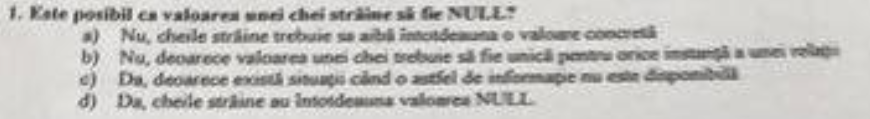 1. Este posibil ca valoarea unei chei străine să fie NULL?
a) Nu, cheile străine trebuie sa aibă întotdeauna o valoare concretă
b) Nu, deoarece valoarea unei chei trebuie să fie unică pentru orice instanță a unei relații
c) Da, deoarece există situații când o astfel de informație nu este disponibilă
d) Da, cheile străine au întotdeauna valoarea NULL.